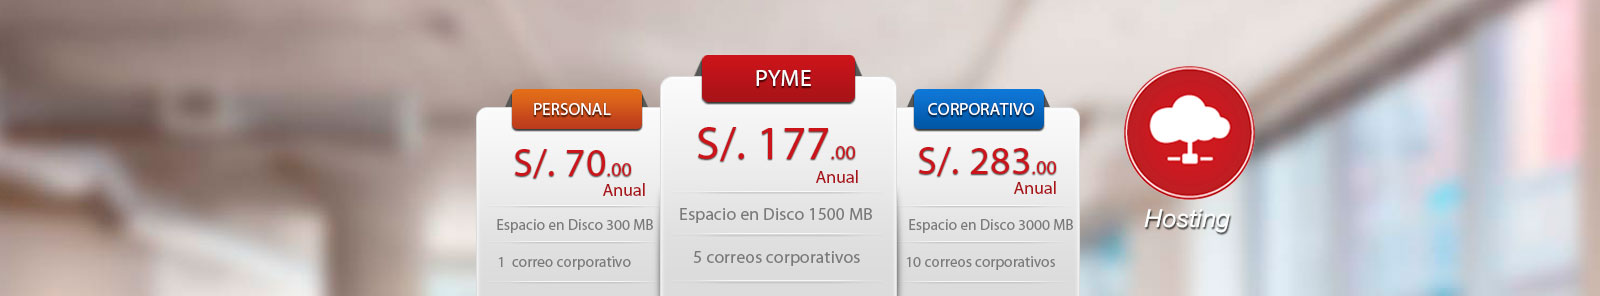 PERSONAL
S/. 70.00
Anual
Espacio en Disco 300 MB
1 correo corporativo
PYME
S/. 177.00
Anual
Espacio en Disco 1500 MB
5 correos corporativos
CORPORATIVO
S/. 283.00
Anual
Espacio en Disco 3000 MB
10 correos corporativos
Hosting